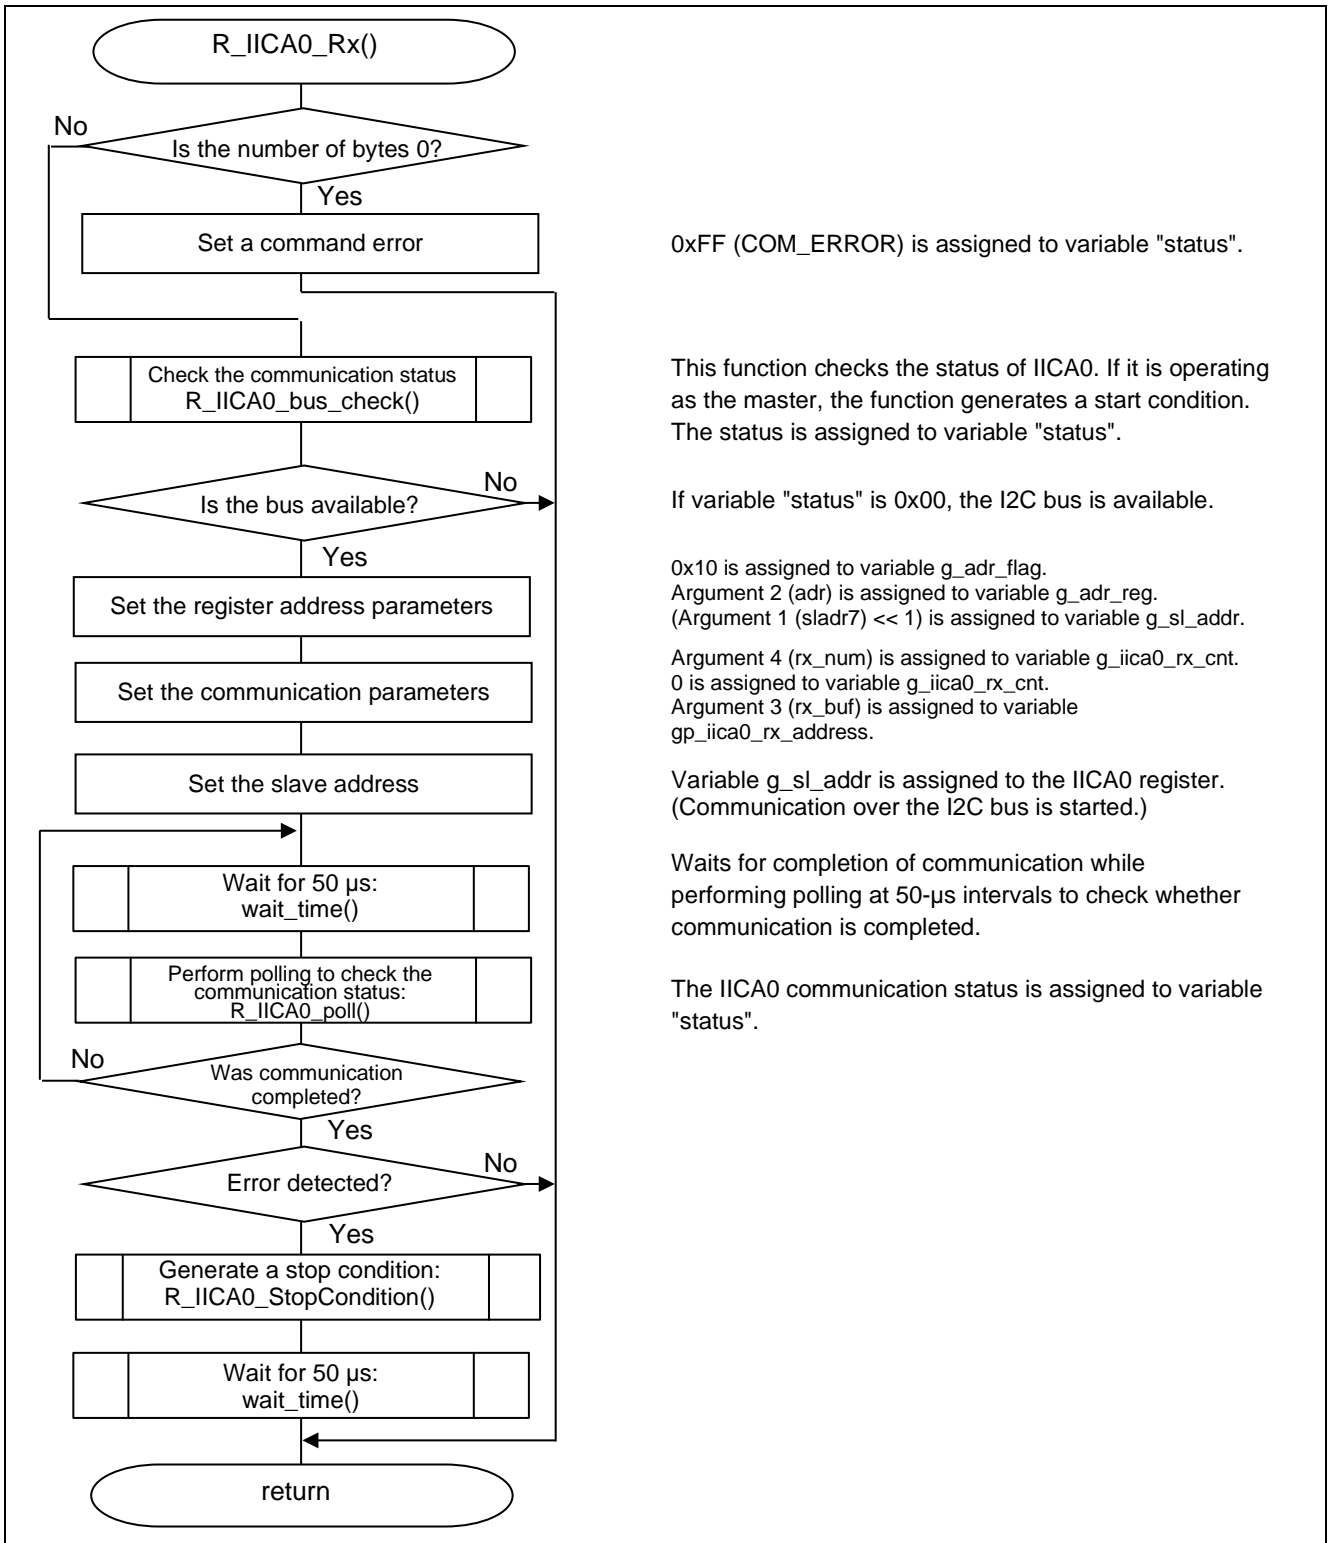 R_IICA0_Rx()
No
Is the number of bytes 0?
Yes
Set a command error
0xFF (COM_ERROR) is assigned to variable "status".
Check the communication status
R_IICA0_bus_check()
This function checks the status of IICA0. If it is operating
as the master, the function generates a start condition.
The status is assigned to variable "status".
No
Is the bus available?
If variable "status" is 0x00, the I2C bus is available.
Yes
Set the register address parameters
0x10 is assigned to variable g_adr_flag.
Argument 2 (adr) is assigned to variable g_adr_reg.
(Argument 1 (sladr7) << 1) is assigned to variable g_sl_addr.
Set the communication parameters
Argument 4 (rx_num) is assigned to variable g_iica0_rx_cnt.
0 is assigned to variable g_iica0_rx_cnt.
Argument 3 (rx_buf) is assigned to variable
gp_iica0_rx_address.
Set the slave address
Variable g_sl_addr is assigned to the IICA0 register.
(Communication over the I2C bus is started.)
Wait for 50 µs:
wait_time()
Waits for completion of communication while
performing polling at 50-µs intervals to check whether
communication is completed.
Perform polling to check the
communication status:
R_IICA0_poll()
The IICA0 communication status is assigned to variable
"status".
No
Was communication
completed?
Yes
No
Error detected?
Yes
Generate a stop condition:
R_IICA0_StopCondition()
Wait for 50 µs:
wait_time()
return